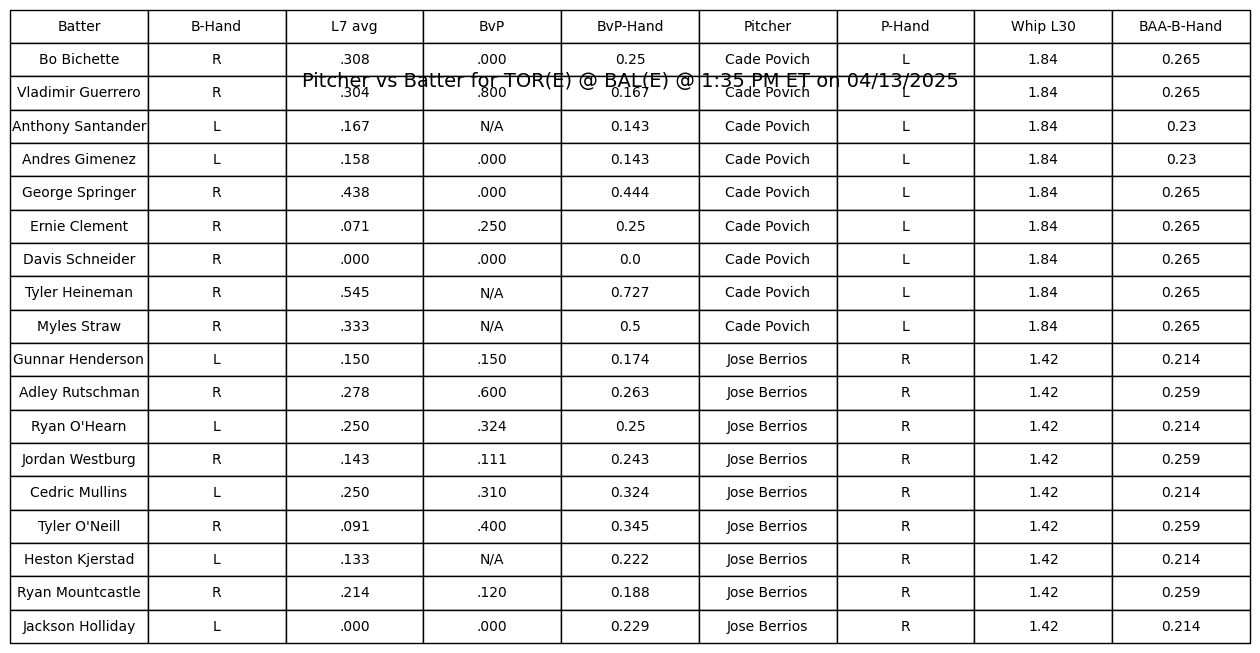 Batter B-Hand L7 avg BvP BvP-Hand Pitcher P-Hand Whip L30 BAA-B-Hand
Bo Bichette R .308 .000 0.25 Cade Povich L 1.84 0.265
Pitcher vs Batter for TOR(E) @ BAL(E) @ 1:35 PM ET on 04/13/2025
Vladimir Guerrero R .304 .800 0.167 Cade Povich L 1.84 0.265
Anthony Santander L .167 N/A 0.143 Cade Povich L 1.84 0.23
Andres Gimenez L .158 .000 0.143 Cade Povich L 1.84 0.23
George Springer R .438 .000 0.444 Cade Povich L 1.84 0.265
Ernie Clement R .071 .250 0.25 Cade Povich L 1.84 0.265
Davis Schneider R .000 .000 0.0 Cade Povich L 1.84 0.265
Tyler Heineman R .545 N/A 0.727 Cade Povich L 1.84 0.265
Myles Straw R .333 N/A 0.5 Cade Povich L 1.84 0.265
Gunnar Henderson L .150 .150 0.174 Jose Berrios R 1.42 0.214
Adley Rutschman R .278 .600 0.263 Jose Berrios R 1.42 0.259
Ryan O'Hearn L .250 .324 0.25 Jose Berrios R 1.42 0.214
Jordan Westburg R .143 .111 0.243 Jose Berrios R 1.42 0.259
Cedric Mullins L .250 .310 0.324 Jose Berrios R 1.42 0.214
Tyler O'Neill R .091 .400 0.345 Jose Berrios R 1.42 0.259
Heston Kjerstad L .133 N/A 0.222 Jose Berrios R 1.42 0.214
Ryan Mountcastle R .214 .120 0.188 Jose Berrios R 1.42 0.259
Jackson Holliday L .000 .000 0.229 Jose Berrios R 1.42 0.214